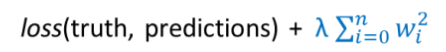 loss(truth, predictions) + λ ∑ⁿᵢ₌₀ wᵢ²